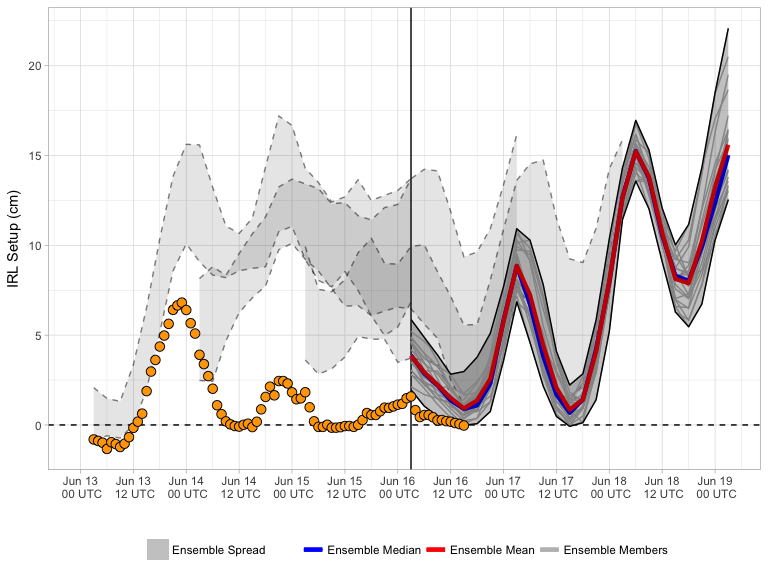 IRL Setup (cm)
20
15
10
5
0
Jun 13 Jun 13 Jun 14 Jun 14 Jun 15 Jun 15 Jun 16 Jun 16 Jun 17 Jun 17 Jun 18 Jun 18 Jun 19
00 UTC 12 UTC 00 UTC 12 UTC 00 UTC 12 UTC 00 UTC 12 UTC 00 UTC 12 UTC 00 UTC 12 UTC 00 UTC
Ensemble Spread Ensemble Median Ensemble Mean Ensemble Members